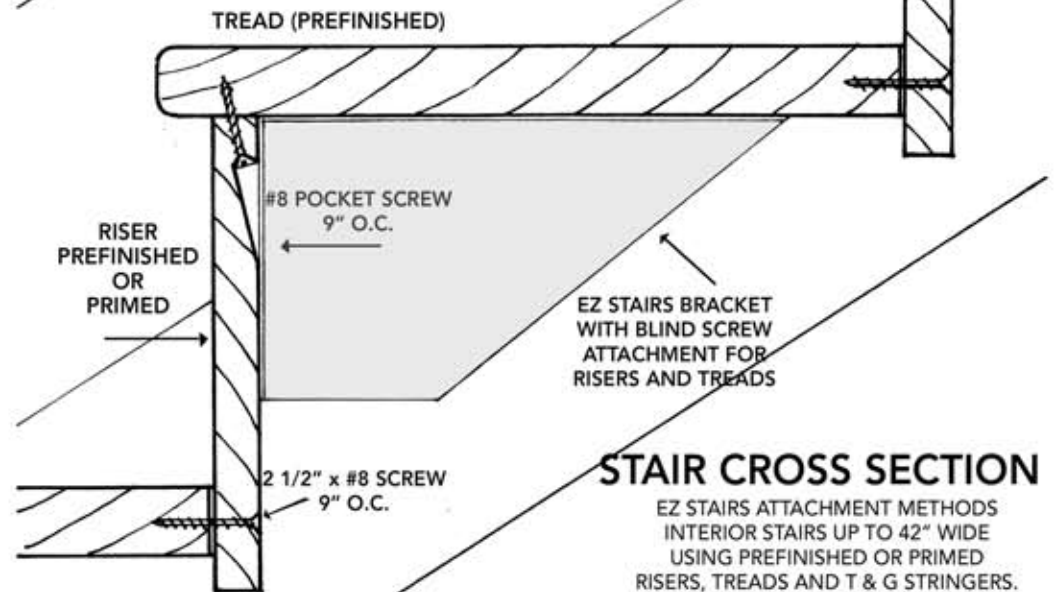 TREAD (PREFINISHED)
#8 POCKET SCREW
9" O.C.
RISER
PREFINISHED
OR
PRIMED
EZ STAIRS BRACKET
WITH BLIND SCREW
ATTACHMENT FOR
RISERS AND TREADS
2 1/2" x #8 SCREW
9" O.C.
STAIR CROSS SECTION
EZ STAIRS ATTACHMENT METHODS
INTERIOR STAIRS UP TO 42" WIDE
USING PREFINISHED OR PRIMED
RISERS, TREADS AND T & G STRINGERS.